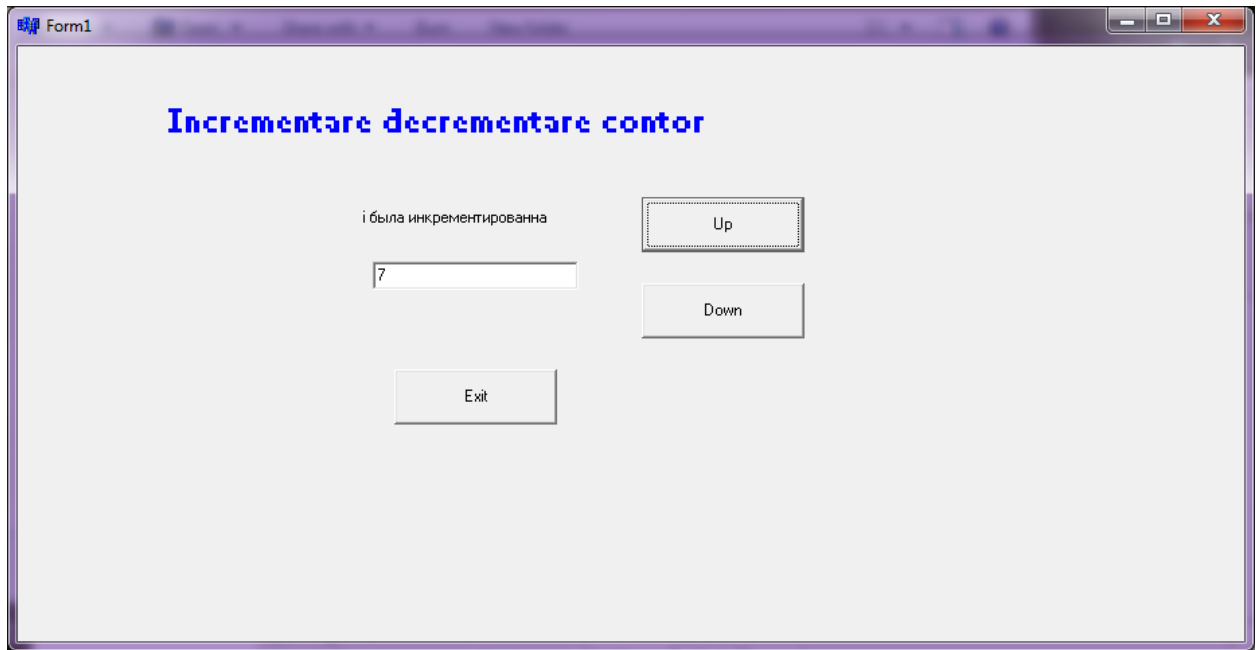 Form1
Incrementare decrementare contor
i была инкрементированна
Up
7
Down
Exit